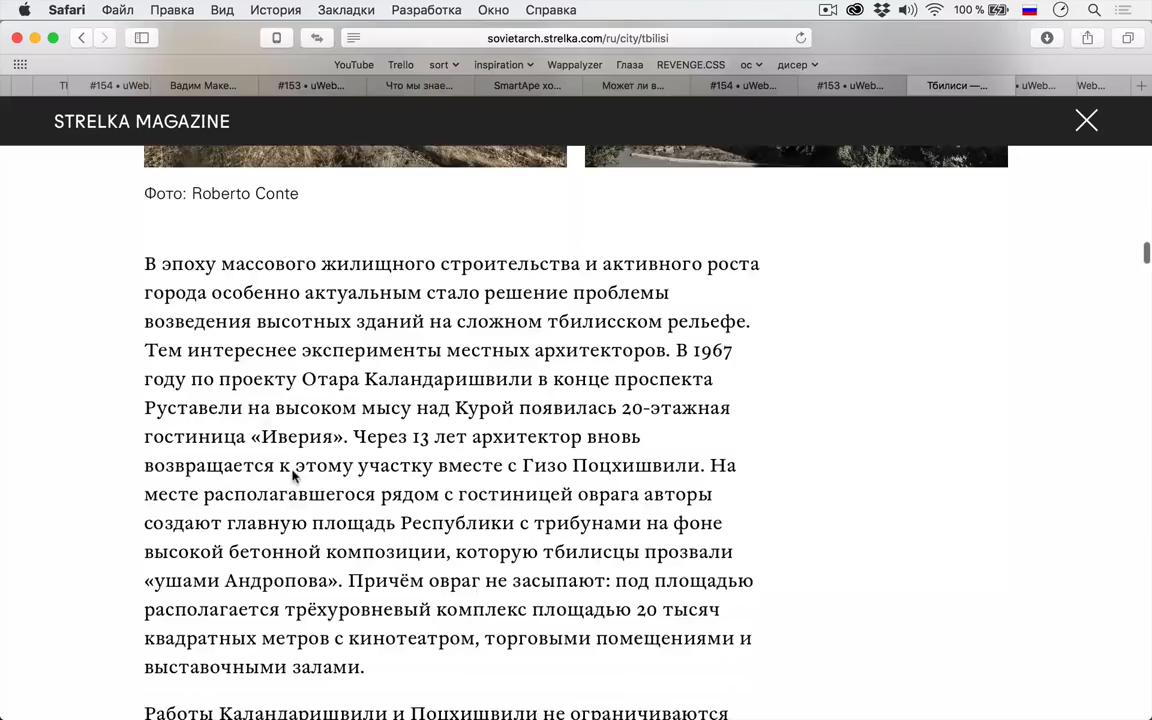 Safari Файл Правка Вид История Закладки Разработка Окно Справка 100 %
sovietarch.strelka.com/ru/city/tbilisi
YouTube Trello sort inspiration Wappalyzer Глаза REVENGE.CSS ос дисер
#154 • uWeb. Вадим Маке... #153 • uWeb... Что мы знае... SmartApe хо... Может ли в... #154 • uWeb... #153 • uWeb... Тбилиси —... • uWeb... Web...
STRELKA MAGAZINE
Фото: Roberto Conte
В эпоху массового жилищного строительства и активного роста
города особенно актуальным стало решение проблемы
возведения высотных зданий на сложном тбилисском рельефе.
Тем интереснее эксперименты местных архитекторов. В 1967
году по проекту Отара Каландаришвили в конце проспекта
Руставели на высоком мысу над Курой появилась 20-этажная
гостиница «Иверия». Через 13 лет архитектор вновь
возвращается к этому участку вместе с Гизо Поцхишвили. На
месте располагавшегося рядом с гостиницей оврага авторы
создают главную площадь Республики с трибунами на фоне
высокой бетонной композиции, которую тбилисцы прозвали
«ушами Андропова». Причём овраг не засыпают: под площадью
располагается трёхуровневый комплекс площадью 20 тысяч
квадратных метров с кинотеатром, торговыми помещениями и
выставочными залами.
Работы Каландаришвили и Поцхишвили не ограничиваются